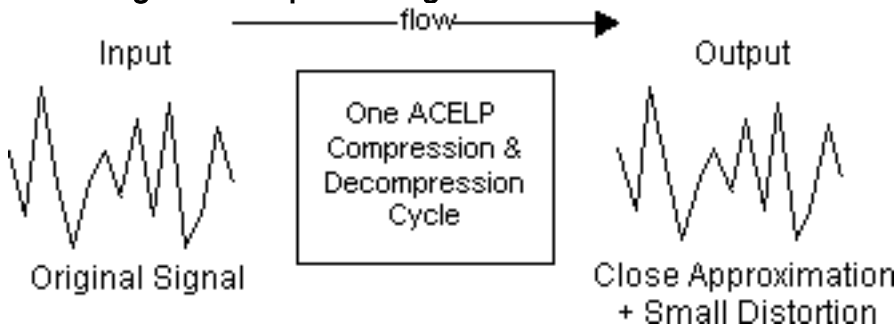 flow
Input
Output
One ACELP
Compression &
Decompression
Cycle
Original Signal
Close Approximation
+ Small Distortion